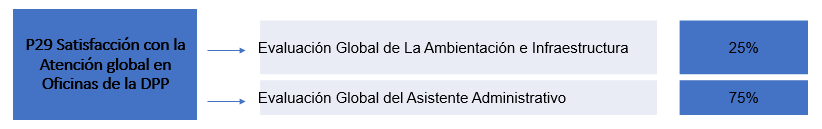 P29 Satisfacción con la
Atención global en
Oficinas de la DPP
Evaluación Global de La Ambientación e Infraestructura
25%
Evaluación Global del Asistente Administrativo
75%